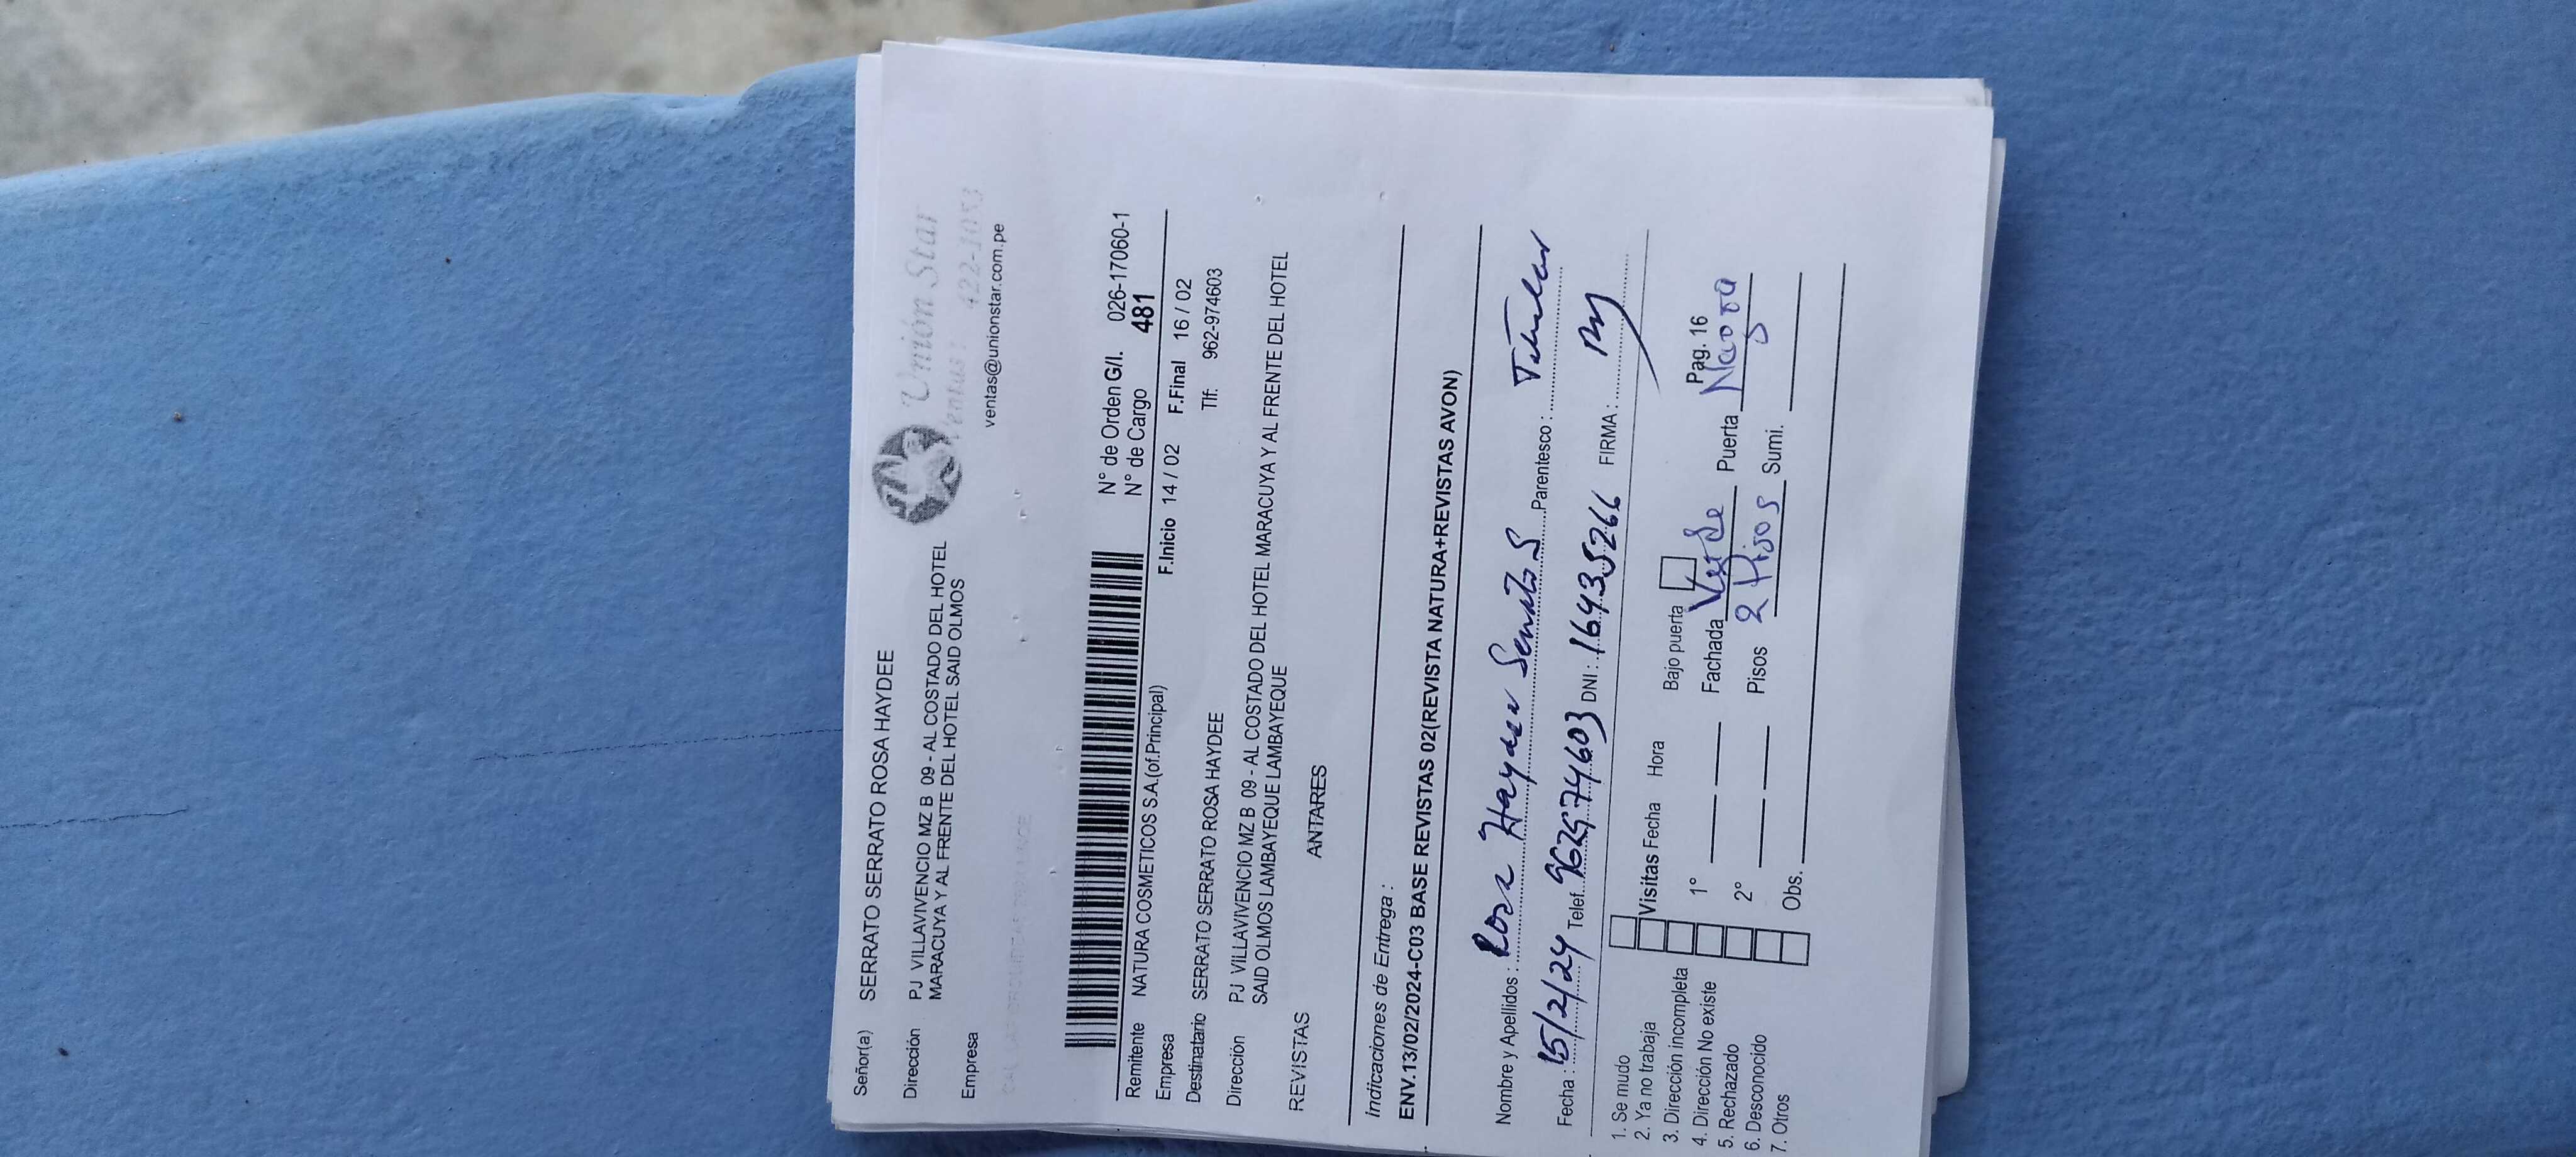 Señor(a) SERRATO SERRATO ROSA HAYDEE
Dirección PJ VILLAVIVENCIO MZ B 09 - AL COSTADO DEL HOTEL
MARACUYA Y AL FRENTE DEL HOTEL SAID OLMOS
Empresa
Unión Star
Ventas: 422-1053
ventas@unionstar.com.pe
N° de Orden G/I. 026-17060-1
N° de Cargo 481
Remitente NATURA COSMETICOS S.A.(of.Principal)
F.Inicio 14 / 02 F.Final 16 / 02
Empresa
Destinatario SERRATO SERRATO ROSA HAYDEE
Tlf: 962-974603
Dirección PJ VILLAVIVENCIO MZ B 09 - AL COSTADO DEL HOTEL MARACUYA Y AL FRENTE DEL HOTEL
SAID OLMOS LAMBAYEQUE LAMBAYEQUE
REVISTAS ANTARES
Indicaciones de Entrega :
ENV.13/02/2024-C03 BASE REVISTAS 02(REVISTA NATURA+REVISTAS AVON)
Nombre y Apellidos : Rosa Haydee Serrato S Parentesco : Titular
Fecha : 15/2/24 Telef. 962974603 DNI : 16435266 FIRMA :
1. Se mudo
2. Ya no trabaja
3. Dirección incompleta
4. Dirección No existe
5. Rechazado
6. Desconocido
7. Otros
Visitas Fecha Hora
1°
2°
Obs.
Bajo puerta
Pag. 16
Fachada Verde Puerta Negra
Pisos 2 Pisos Sumi.